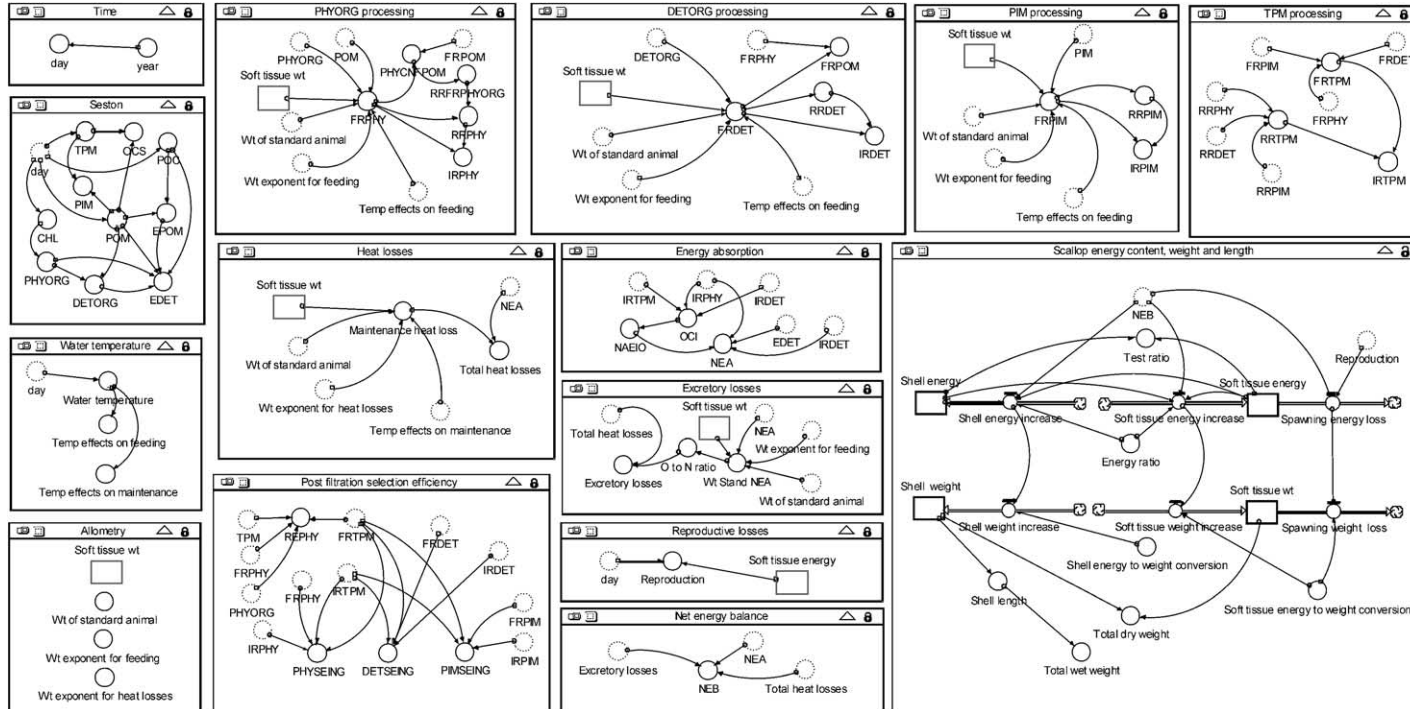 Time
day
year
Seston
TPM
OCS
POC
day
PIM
CHL
POM
EPOM
PHYORG
DETORG
EDET
Water temperature
day
Water temperature
Temp effects on feeding
Temp effects on maintenance
Allometry
Soft tissue wt
Wt of standard animal
Wt exponent for feeding
Wt exponent for heat losses
PHYORG processing
PHYORG
POM
FRPOM
PHYCNFPOM
Soft tissue wt
RRFRPHYORG
FRPHY
RRPHY
Wt of standard animal
IRPHY
Wt exponent for feeding
Temp effects on feeding
DETORG processing
DETORG
FRPHY
FRPOM
Soft tissue wt
RRDET
FRDET
IRDET
Wt of standard animal
Wt exponent for feeding
Temp effects on feeding
PIM processing
Soft tissue wt
PIM
FRPIM
RRPIM
Wt of standard animal
IRPIM
Wt exponent for feeding
Temp effects on feeding
TPM processing
FRPIM
FRDET
FRTPM
RRPHY
FRPHY
RRTPM
RRDET
IRTPM
RRPIM
Heat losses
Soft tissue wt
NEA
Maintenance heat loss
Wt of standard animal
Total heat losses
Wt exponent for heat losses
Temp effects on maintenance
Energy absorption
IRTPM
IRPHY
IRDET
OCI
NAEIO
NEA
EDET
IRDET
Excretory losses
Soft tissue wt
Total heat losses
NEA
Wt exponent for feeding
O to N ratio
Excretory losses
Wt Stand NEA
Wt of standard animal
Post filtration selection efficiency
TPM
REPHY
FRTPM
FRDET
FRPHY
IRDET
FRPHY
IRTPM
PHYORG
FRPIM
IRPHY
PHYSEING
DETSEING
PIMSEING
IRPIM
Reproductive losses
Soft tissue energy
day
Reproduction
Net energy balance
Excretory losses
NEA
NEB
Total heat losses
Scallop energy content, weight and length
NEB
Test ratio
Reproduction
Shell energy
Soft tissue energy
Shell energy increase
Soft tissue energy increase
Spawning energy loss
Energy ratio
Shell weight
Soft tissue wt
Shell weight increase
Soft tissue weight increase
Spawning weight loss
Shell energy to weight conversion
Shell length
Soft tissue energy to weight conversion
Total dry weight
Total wet weight